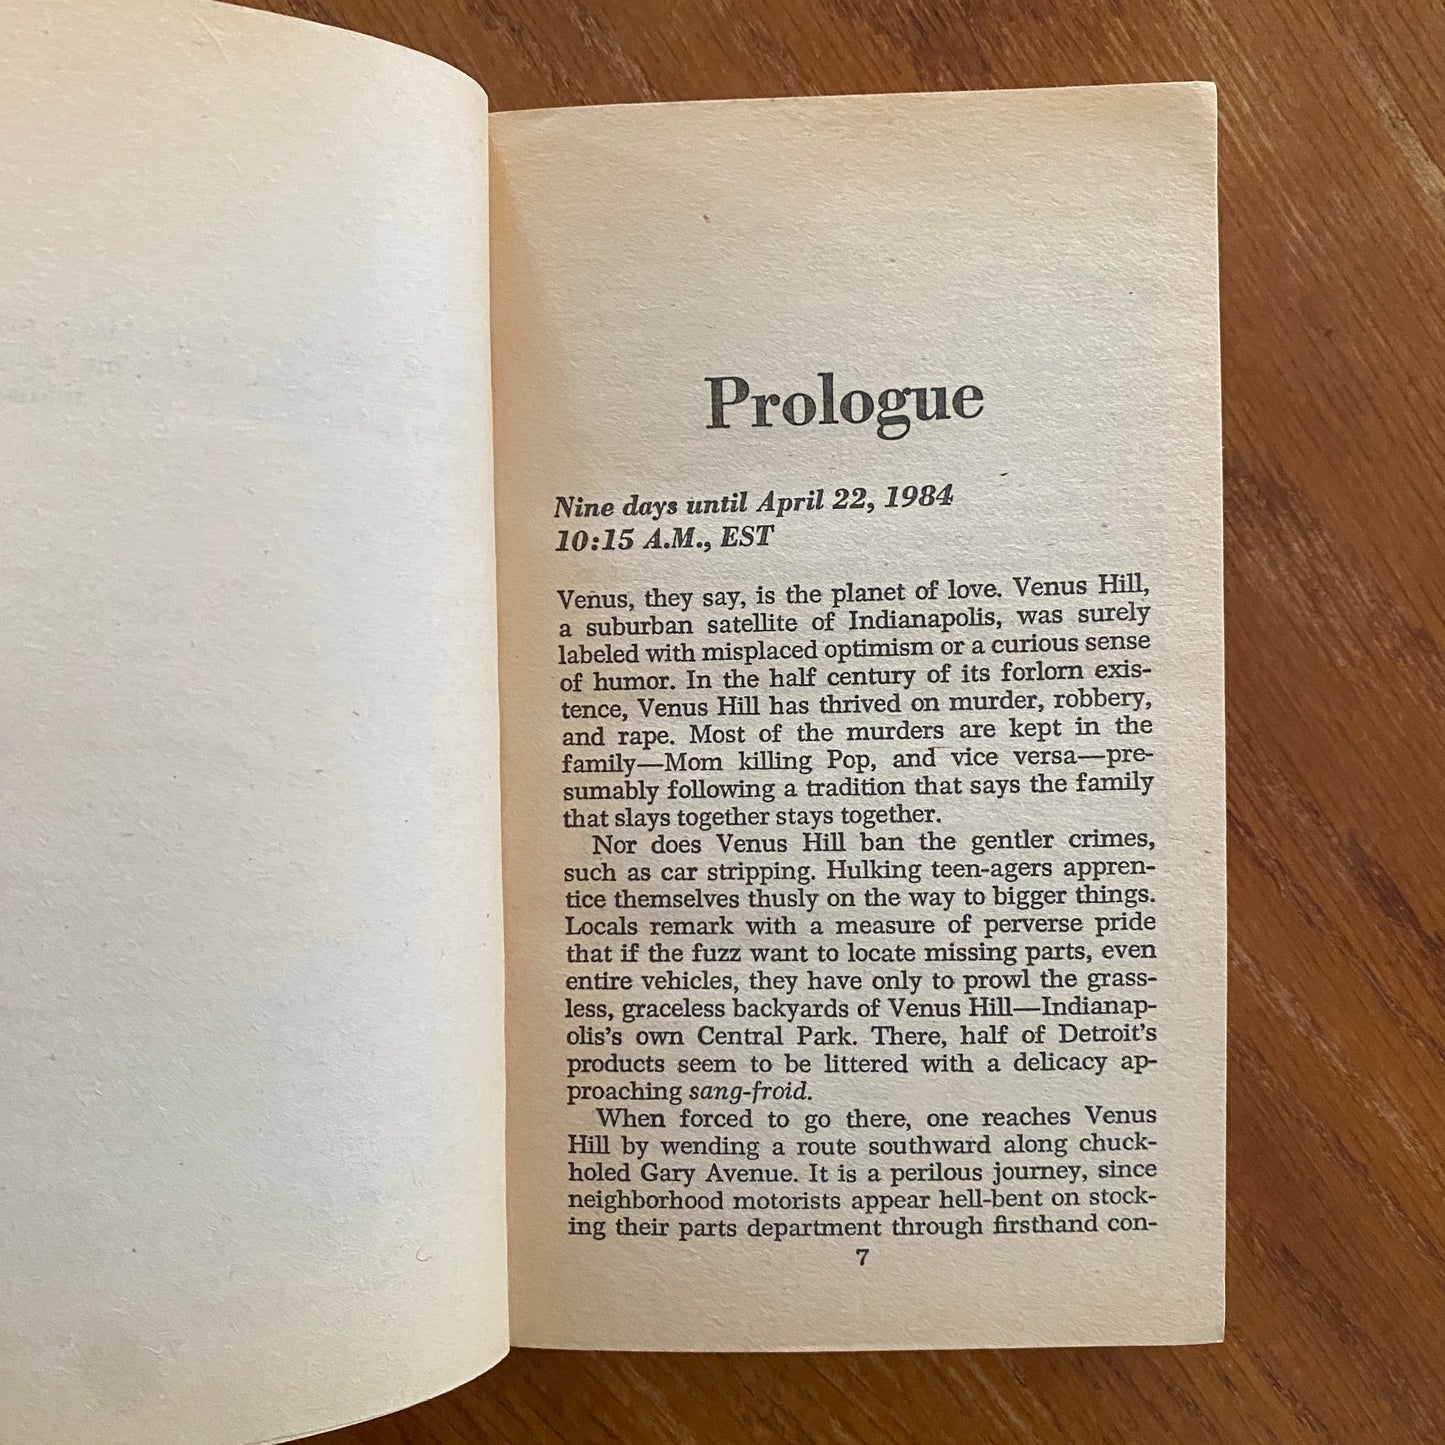 Prologue
Nine days until April 22, 1984
10:15 A.M., EST
Venus, they say, is the planet of love. Venus Hill,
a suburban satellite of Indianapolis, was surely
labeled with misplaced optimism or a curious sense
of humor. In the half century of its forlorn exis-
tence, Venus Hill has thrived on murder, robbery,
and rape. Most of the murders are kept in the
family—Mom killing Pop, and vice versa—pre-
sumably following a tradition that says the family
that slays together stays together.
Nor does Venus Hill ban the gentler crimes,
such as car stripping. Hulking teen-agers appren-
tice themselves thusly on the way to bigger things.
Locals remark with a measure of perverse pride
that if the fuzz want to locate missing parts, even
entire vehicles, they have only to prowl the grass-
less, graceless backyards of Venus Hill—Indianap-
olis's own Central Park. There, half of Detroit's
products seem to be littered with a delicacy ap-
proaching sang-froid.
When forced to go there, one reaches Venus
Hill by wending a route southward along chuck-
holed Gary Avenue. It is a perilous journey, since
neighborhood motorists appear hell-bent on stock-
ing their parts department through firsthand con-
7